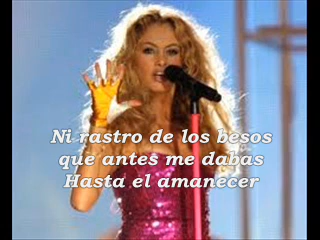 Ni rastro de los besos
que antes me dabas
Hasta el amanecer